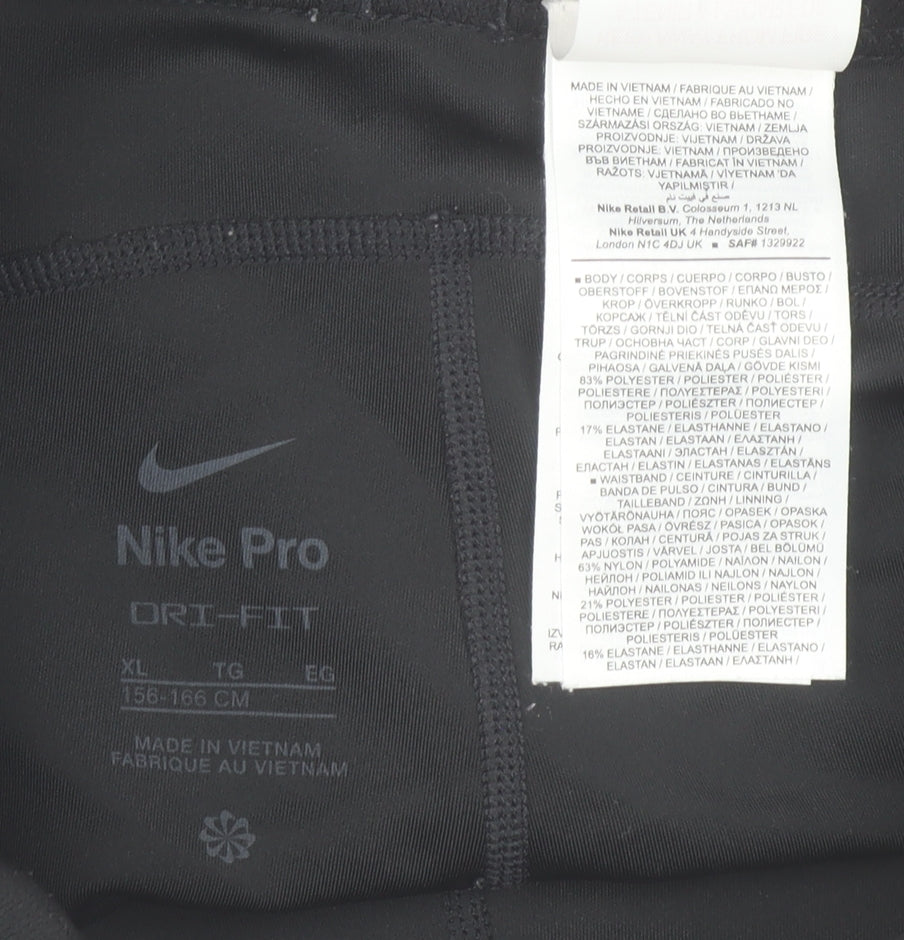 Nike Pro
DRI-FIT
XL TG EG
156-166 CM
MADE IN VIETNAM
FABRIQUE AU VIETNAM
MADE IN VIETNAM / FABRIQUE AU VIETNAM /
HECHO EN VIETNAM / FABRICADO NO
VIETNAME / СДЕЛАНО ВО ВЬЕТНАМЕ /
SZÁRMAZÁSI ORSZÁG: VIETNAM / ZEMLJA
PROIZVODNJE: VIJETNAM / DRŽAVA
PROIZVODNJE: VIETNAM / ПРОИЗВЕДЕНО
ВЪВ ВИЕТНАМ / FABRICAT ÎN VIETNAM /
RAŽOTS: VJETNAMĀ / VİYETNAM 'DA
YAPILMIŞTIR /
صنع في فييت نام
Nike Retail B.V. Colosseum 1, 1213 NL
Hilversum, The Netherlands
Nike Retail UK 4 Handyside Street,
London N1C 4DJ UK ■ SAF# 1329922
■ BODY / CORPS / CUERPO / CORPO / BUSTO /
OBERSTOFF / BOVENSTOF / ΕΠΑΝΩ ΜΕΡΟΣ /
KROP / ÖVERKROPP / RUNKO / BOL /
КОРСАЖ / TĚLNÍ ČÁST ODĚVU / TORS /
TÖRZS / GORNJI DIO / TELNÁ ČASŤ ODEVU /
TRUP / ОСНОВНА ЧАСТ / CORP / GLAVNI DEO /
PAGRINDINĖ PRIEKINĖS PUSĖS DALIS /
PIHAOSA / GALVENĀ DAĻA / GÖVDE KISMI
83% POLYESTER / POLIESTER / POLIÉSTER /
POLIESTERE / ΠΟΛΥΕΣΤΕΡΑΣ / POLYESTERI /
ПОЛИЭСТЕР / POLIÉSZTER / ПОЛИЕСТЕР /
POLIESTERIS / POLÜESTER
17% ELASTANE / ELASTHANNE / ELASTANO /
ELASTAN / ELASTAAN / ΕΛΑΣΤΑΝΗ /
ELASTAANI / ЭЛАСТАН / ELASZTÁN /
ЕЛАСТАН / ELASTIN / ELASTANAS / ELASTĀNS
■ WAISTBAND / CEINTURE / CINTURILLA /
BANDA DE PULSO / CINTURA / BUND /
TAILLEBAND / ΖΩΝΗ / LINNING /
VYÖTÄRÖNAUHA / ПОЯС / OPASEK / OPASKA
WOKÓŁ PASA / ÖVRÉSZ / PASICA / OPASOK /
PAS / КОЛАН / CENTURĂ / POJAS ZA STRUK /
APJUOSTIS / VÄRVEL / JOSTA / BEL BÖLÜMÜ
63% NYLON / POLYAMIDE / ΝΑΪΛΟΝ / NAILON /
НЕЙЛОН / POLIAMID ILI NAJLON / NAJLON /
НАЙЛОН / NAILONAS / NEILONS / NAYLON
21% POLYESTER / POLIESTER / POLIÉSTER /
POLIESTERE / ΠΟΛΥΕΣΤΕΡΑΣ / POLYESTERI /
ПОЛИЭСТЕР / POLIÉSZTER / ПОЛИЕСТЕР /
POLIESTERIS / POLÜESTER
16% ELASTANE / ELASTHANNE / ELASTANO /
ELASTAN / ELASTAAN / ΕΛΑΣΤΑΝΗ /